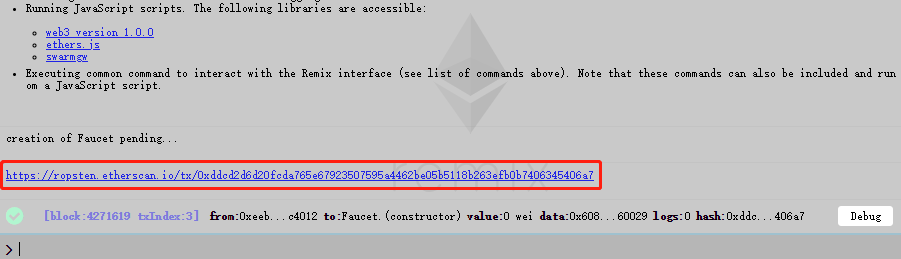 • Running JavaScript scripts. The following libraries are accessible:
• web3 version 1.0.0
• ethers.js
• swarmgw
• Executing common command to interact with the Remix interface (see list of commands above). Note that these commands can also be included and run
om a JavaScript script.
creation of Faucet pending...
https://ropsten.etherscan.io/tx/0xddcd2d6d20fcda765e67923507595a4462be05b5118b263efb0b7406345406a7
remix
[block:4271619 txIndex:3] from:0xeeb...c4012 to:Faucet.(constructor) value:0 wei data:0x608...60029 logs:0 hash:0xddc...406a7 Debug
>